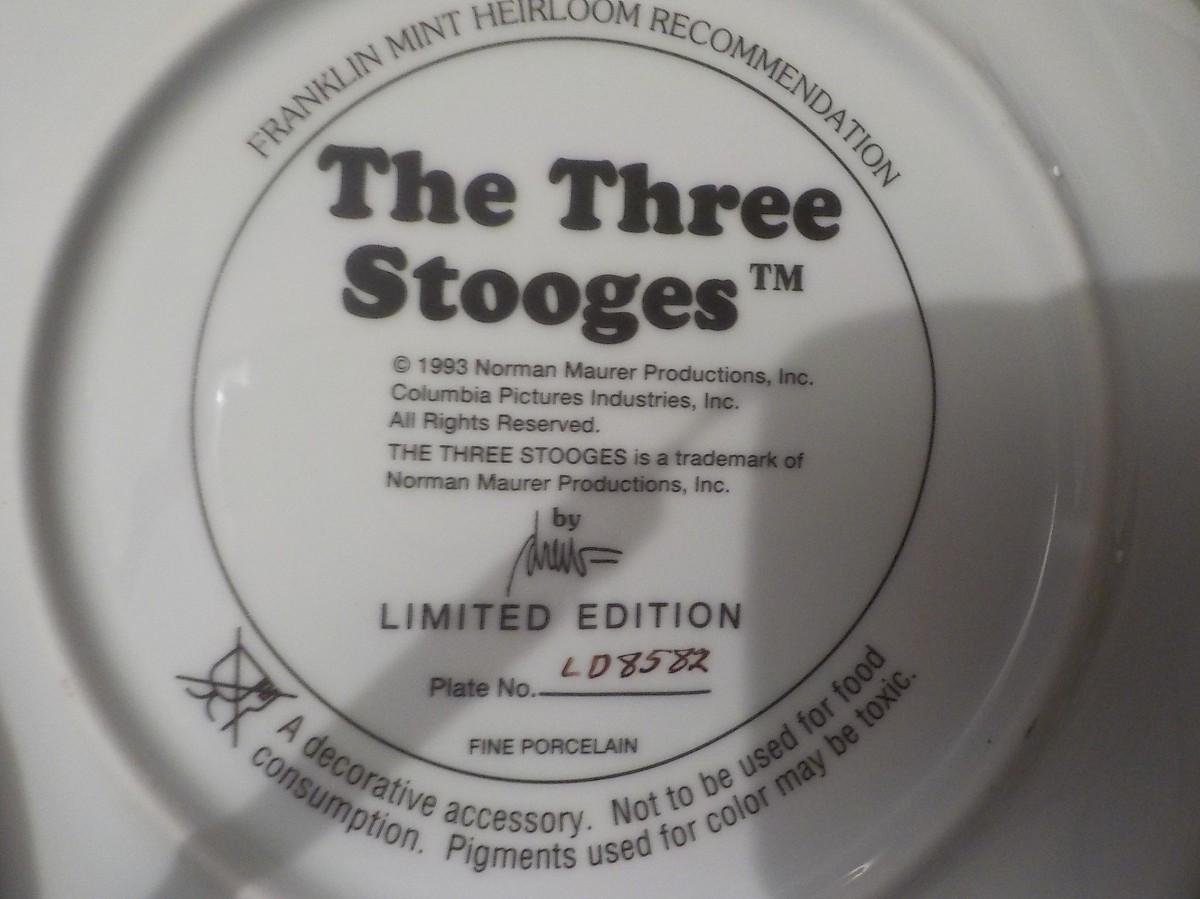 FRANKLIN MINT HEIRLOOM RECOMMENDATION
The Three
Stooges™
© 1993 Norman Maurer Productions, Inc.
Columbia Pictures Industries, Inc.
All Rights Reserved.
THE THREE STOOGES is a trademark of
Norman Maurer Productions, Inc.
by
drew
LIMITED EDITION
Plate No. LD8582
FINE PORCELAIN
A decorative accessory. Not to be used for food
consumption. Pigments used for color may be toxic.